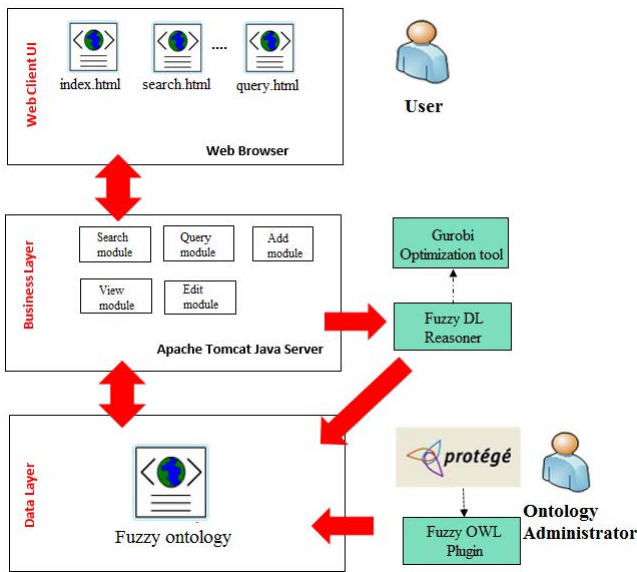 Web Client UI
index.html
search.html
....
query.html
Web Browser
User
Business Layer
Search
module
Query
module
Add
module
View
module
Edit
module
Apache Tomcat Java Server
Gurobi
Optimization tool
Fuzzy DL
Reasoner
Data Layer
Fuzzy ontology
protégé
Ontology
Administrator
Fuzzy OWL
Plugin